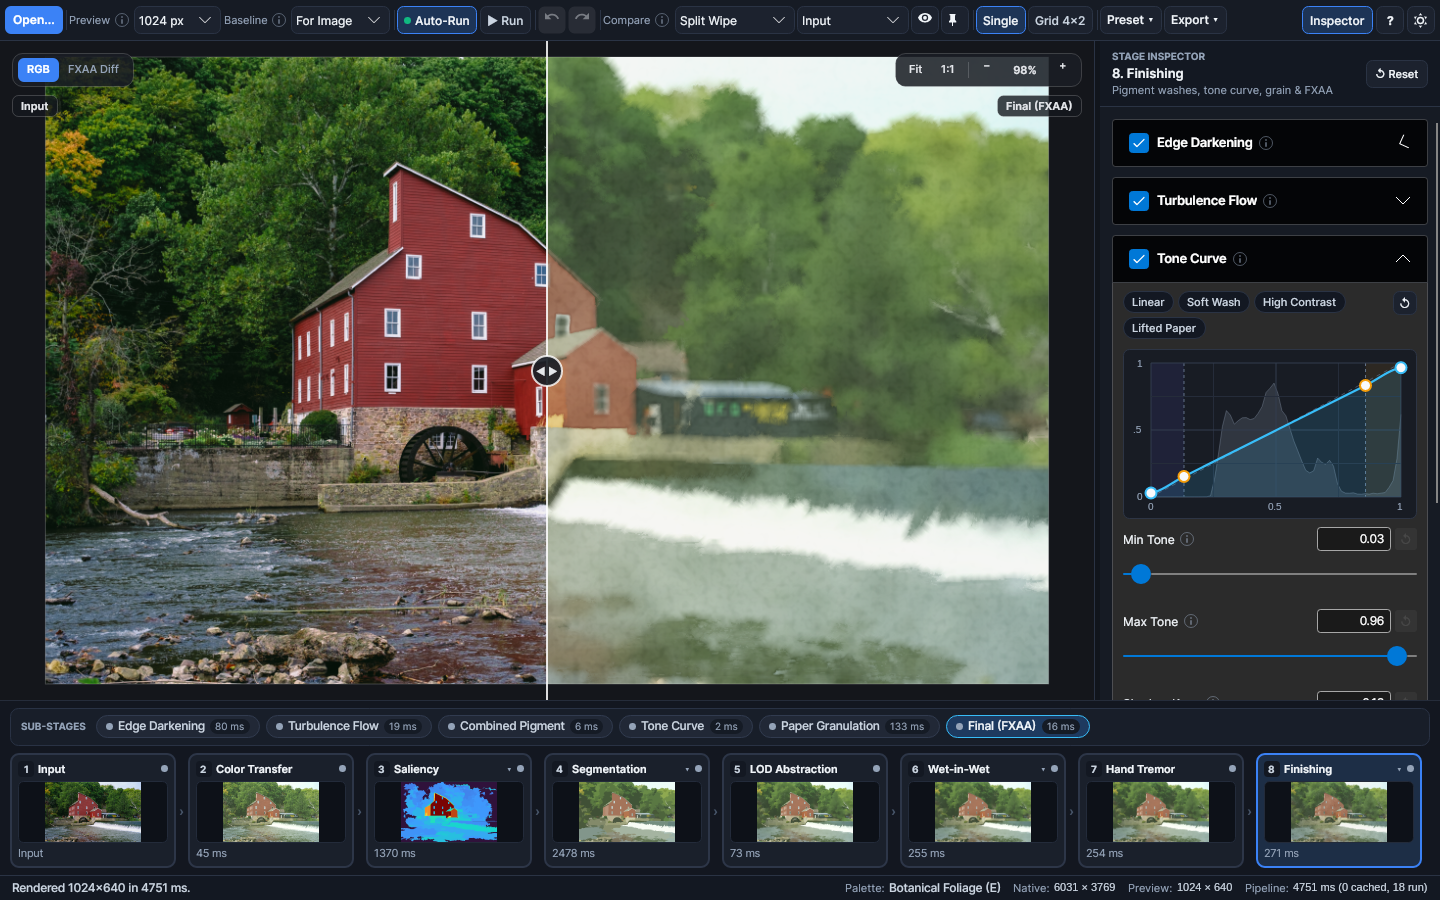 Open... Preview 1024 px Baseline For Image Auto-Run Run Compare Split Wipe Input Single Grid 4×2 Preset Export Inspector ?
RGB FXAA Diff
Fit 1:1 − 98% +
Input
Final (FXAA)
STAGE INSPECTOR
8. Finishing
Pigment washes, tone curve, grain & FXAA
Reset
Edge Darkening
Turbulence Flow
Tone Curve
Linear Soft Wash High Contrast
Lifted Paper
1
.5
0
0 0.5 1
Min Tone 0.03
Max Tone 0.96
SUB-STAGES Edge Darkening 80 ms Turbulence Flow 19 ms Combined Pigment 6 ms Tone Curve 2 ms Paper Granulation 133 ms Final (FXAA) 16 ms
1 Input
Input
2 Color Transfer
45 ms
3 Saliency
1370 ms
4 Segmentation
2478 ms
5 LOD Abstraction
73 ms
6 Wet-in-Wet
255 ms
7 Hand Tremor
254 ms
8 Finishing
271 ms
Rendered 1024×640 in 4751 ms.
Palette: Botanical Foliage (E) Native: 6031 × 3769 Preview: 1024 × 640 Pipeline: 4751 ms (0 cached, 18 run)